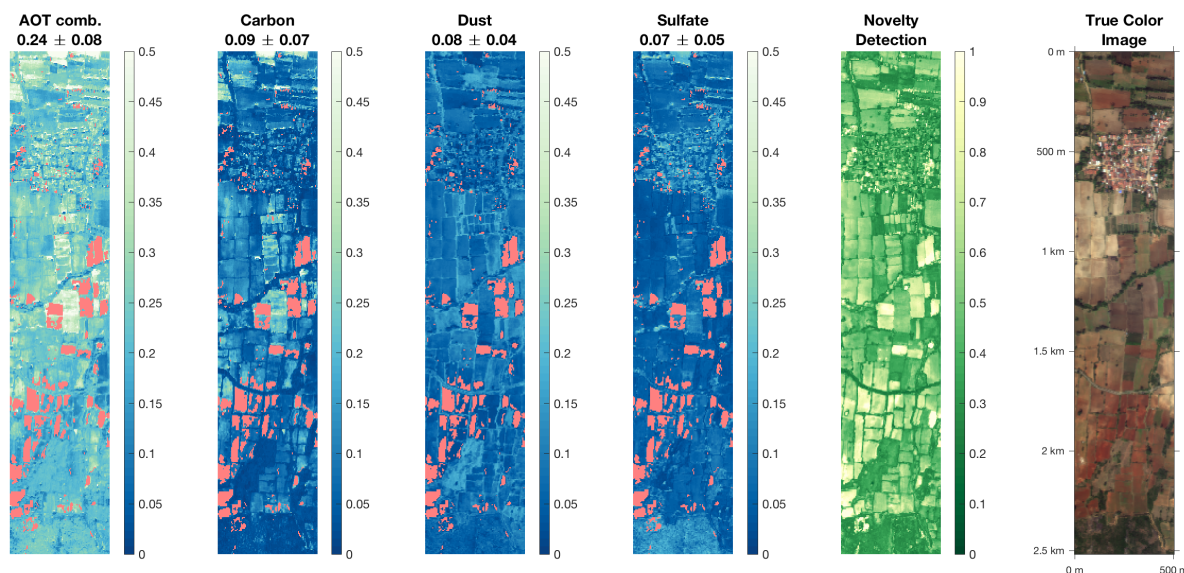 AOT comb.
0.24 ± 0.08
Carbon
0.09 ± 0.07
Dust
0.08 ± 0.04
Sulfate
0.07 ± 0.05
Novelty
Detection
True Color
Image
0.5
0.45
0.4
0.35
0.3
0.25
0.2
0.15
0.1
0.05
0
0.5
0.45
0.4
0.35
0.3
0.25
0.2
0.15
0.1
0.05
0
0.5
0.45
0.4
0.35
0.3
0.25
0.2
0.15
0.1
0.05
0
0.5
0.45
0.4
0.35
0.3
0.25
0.2
0.15
0.1
0.05
0
1
0.9
0.8
0.7
0.6
0.5
0.4
0.3
0.2
0.1
0
0 m
500 m
1 km
1.5 km
2 km
2.5 km
0 m
500 m